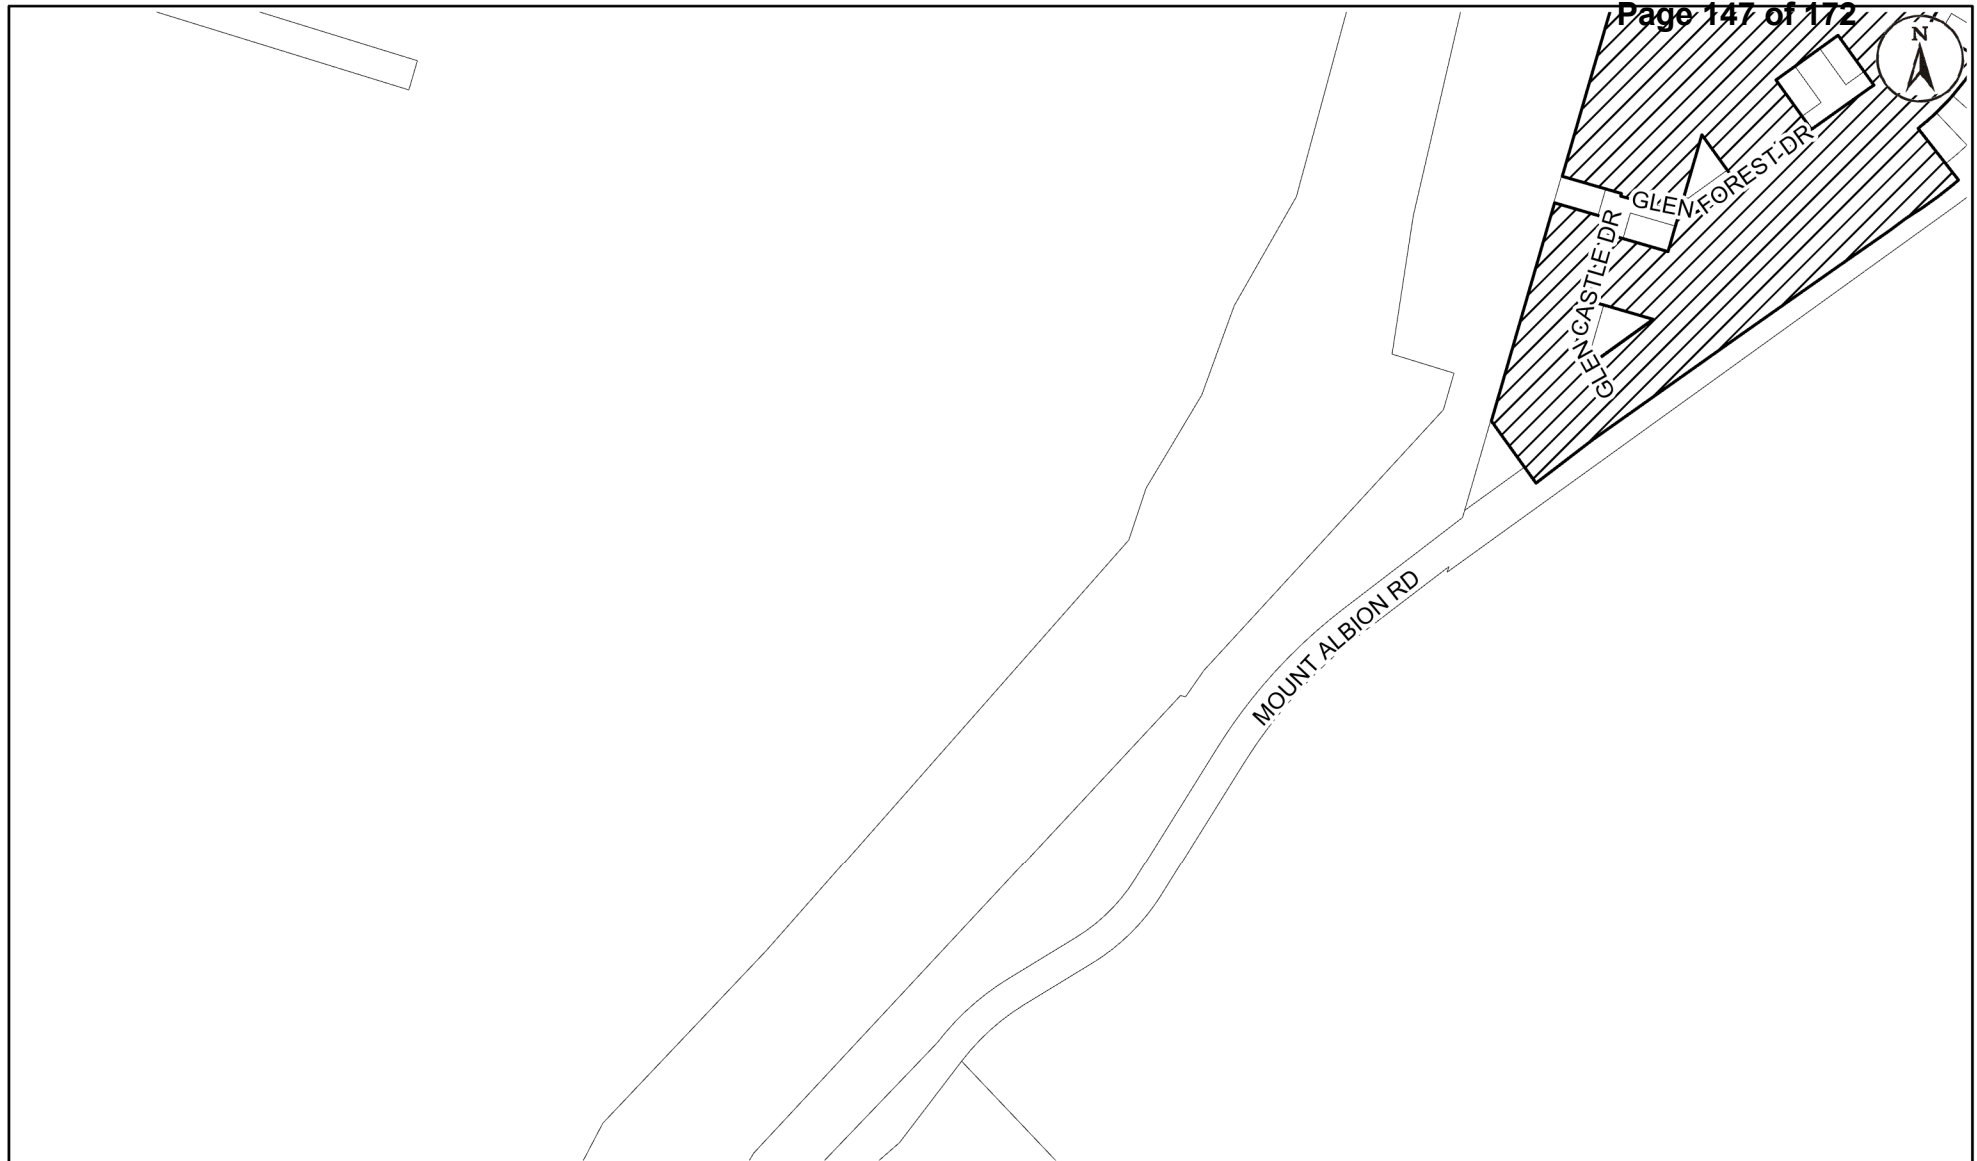 Page 147 of 172
N
GLEN FOREST DR
GLEN CASTLE DR
MOUNT ALBION RD